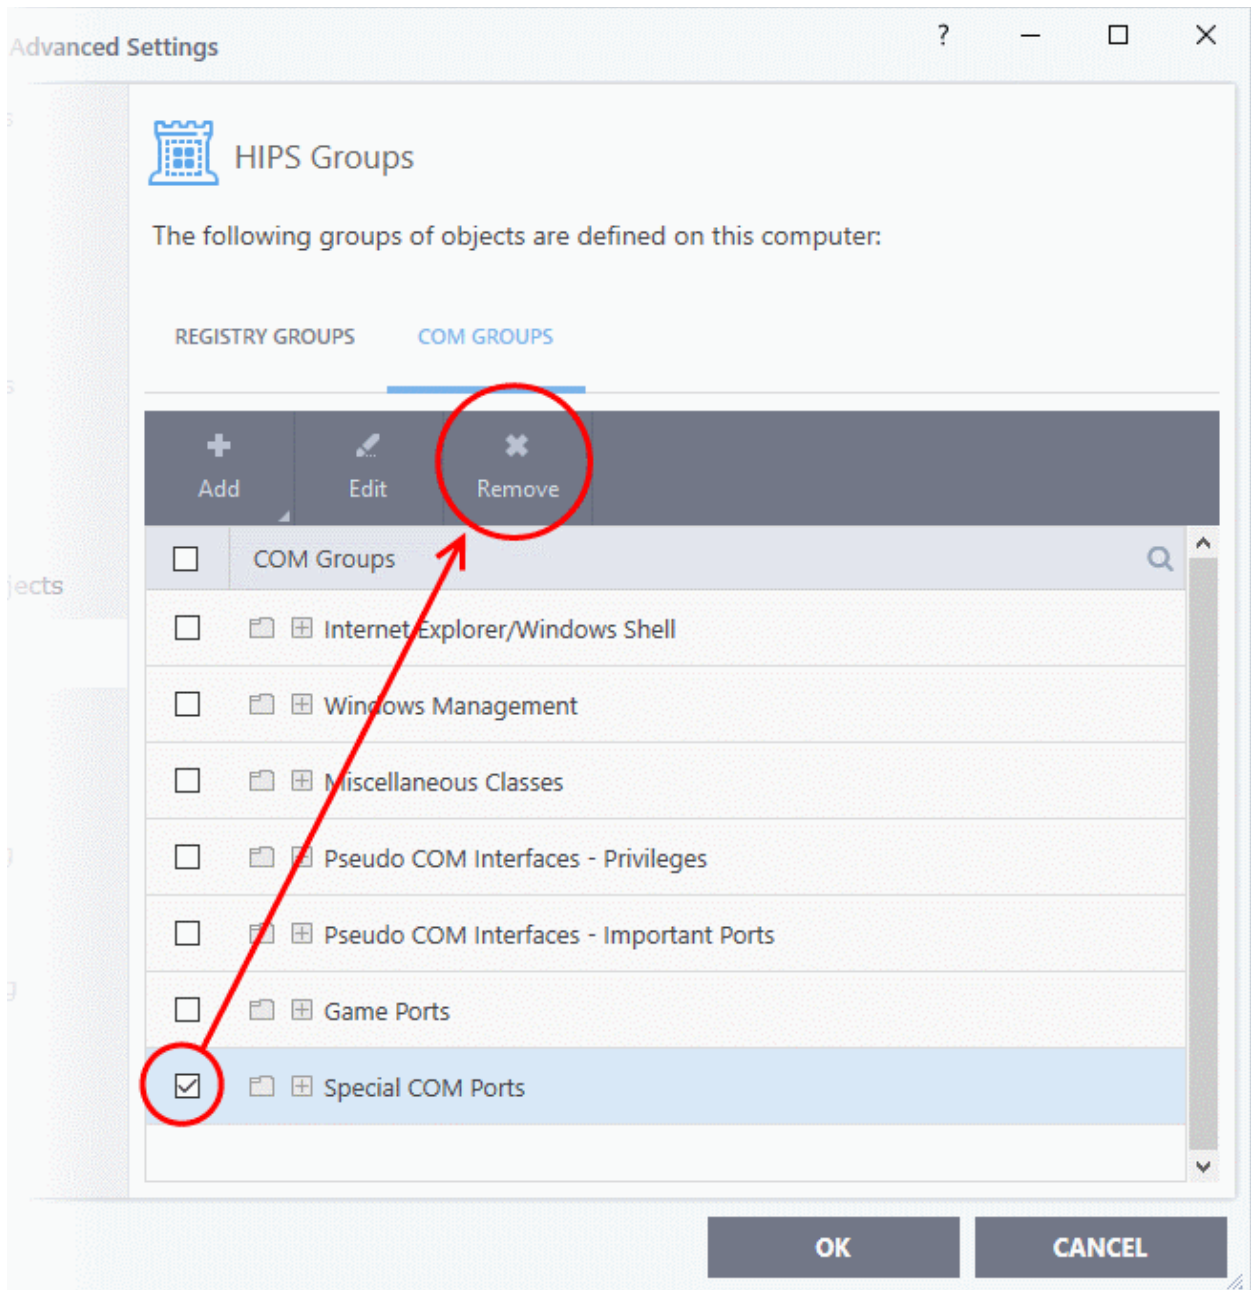 Advanced Settings
?
HIPS Groups
The following groups of objects are defined on this computer:
REGISTRY GROUPS COM GROUPS
Add Edit Remove
COM Groups
jects
Internet Explorer/Windows Shell
Windows Management
Miscellaneous Classes
Pseudo COM Interfaces - Privileges
Pseudo COM Interfaces - Important Ports
Game Ports
Special COM Ports
OK CANCEL